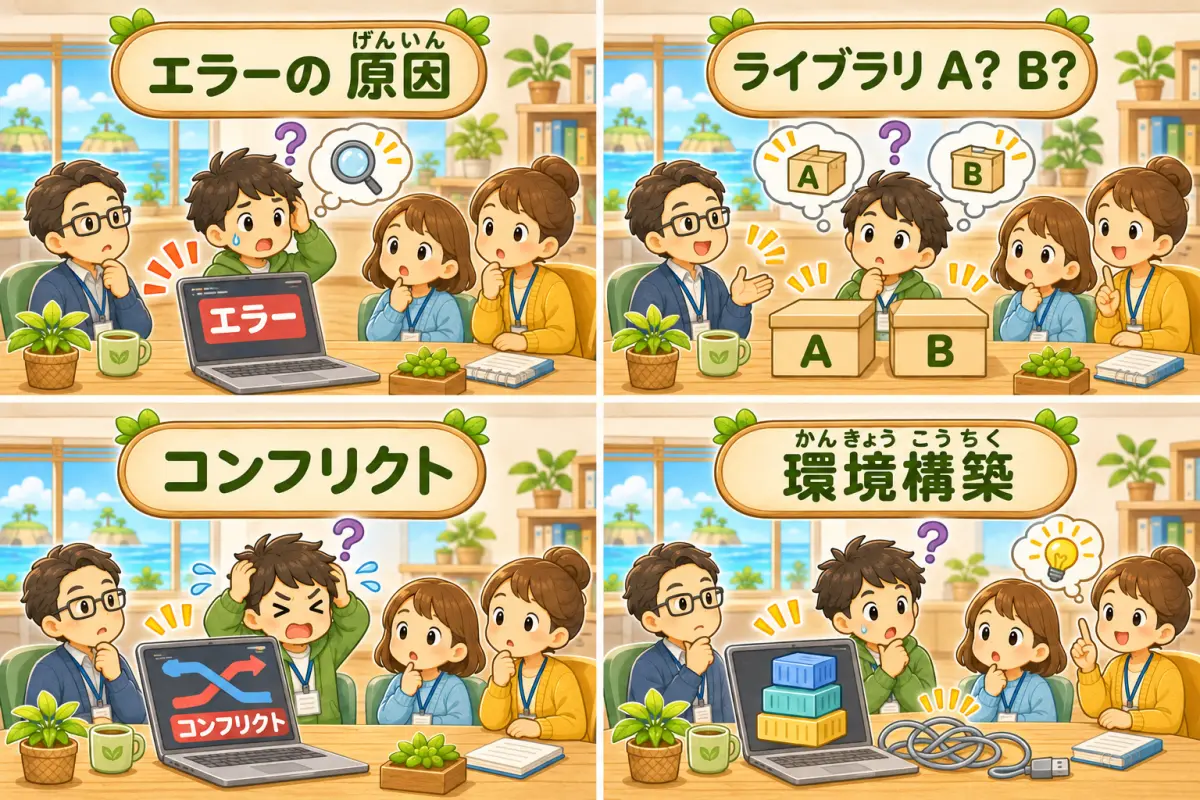 げんいん
エラーの原因
エラー
ライブラリ A? B?
A
B
A
B
コンフリクト
コンフリクト
かんきょうこうちく
環境構築